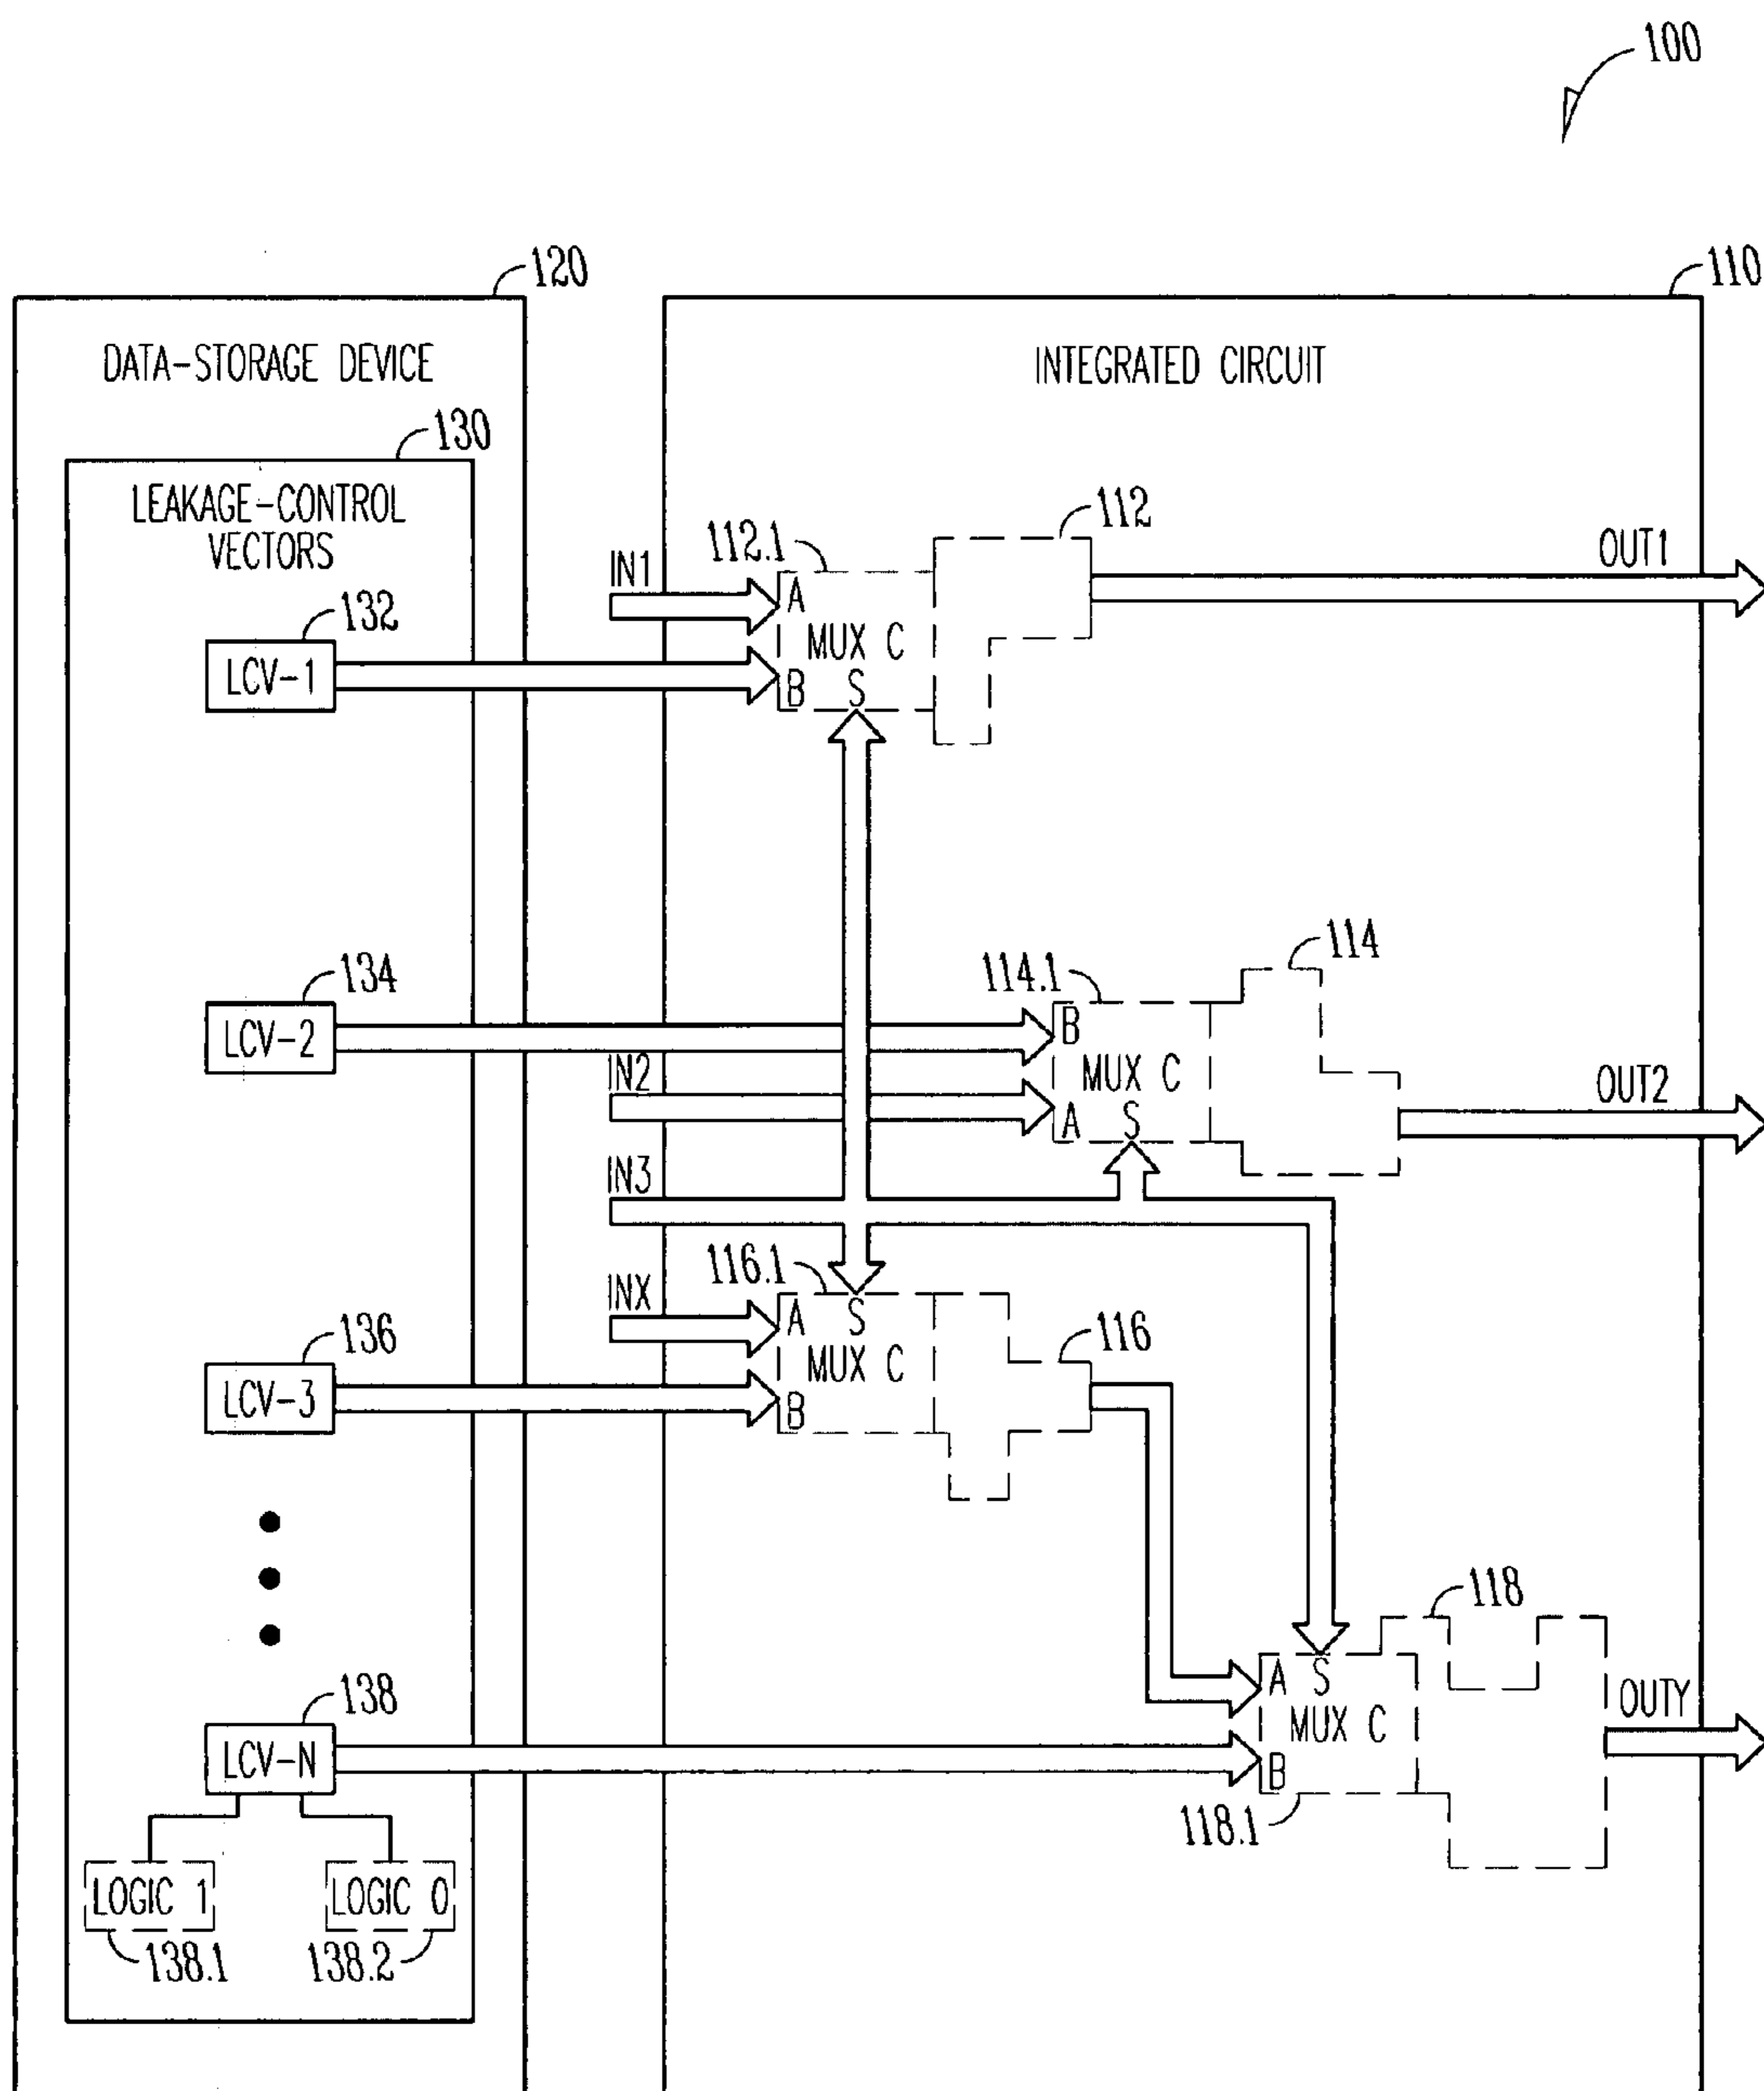 100
120
110
DATA-STORAGE DEVICE
INTEGRATED CIRCUIT
130
LEAKAGE-CONTROL
VECTORS
112
112.1
IN1
OUT1
A
132
MUX C
LCV-1
B S
114
134
114.1
LCV-2
B
IN2
MUX C
OUT2
A S
IN3
116.1
INX
A S
136
116
MUX C
LCV-3
B
118
A S
138
OUTY
MUX C
LCV-N
B
118.1
LOGIC 1
LOGIC 0
138.1
138.2